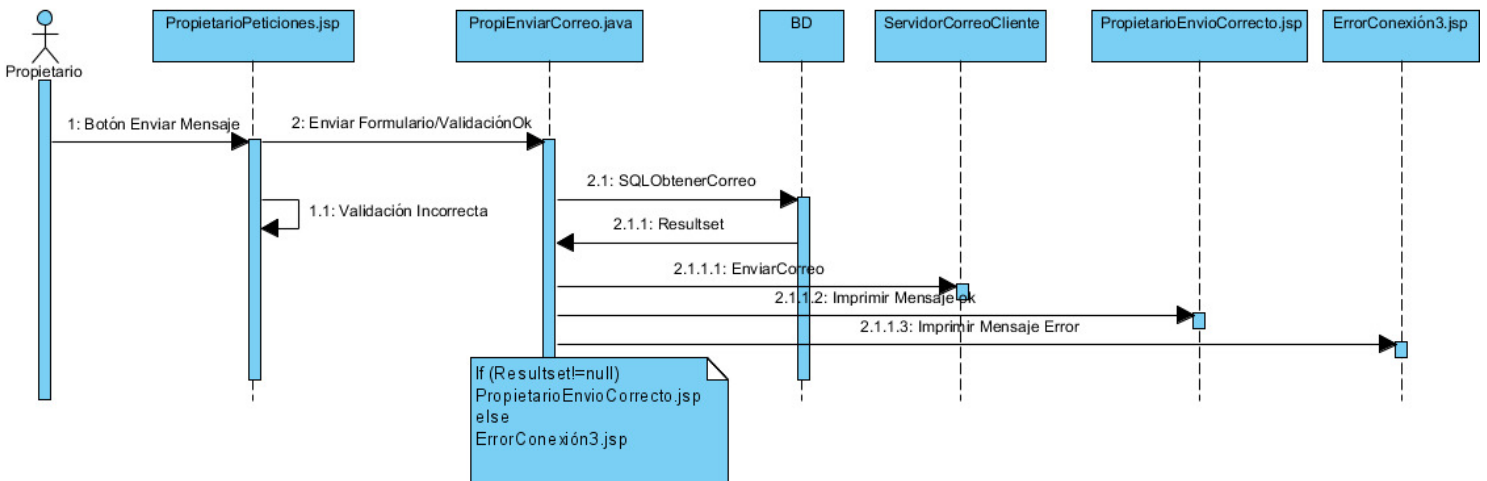 PropietarioPeticiones.jsp
PropiEnviarCorreo.java
BD
ServidorCorreoCliente
PropietarioEnvioCorrecto.jsp
ErrorConexión3.jsp
Propietario
1: Botón Enviar Mensaje
2: Enviar Formulario/ValidaciónOk
2.1: SQLObtenerCorreo
1.1: Validación Incorrecta
2.1.1: Resultset
2.1.1.1: EnviarCorreo
2.1.1.2: Imprimir Mensaje ok
2.1.1.3: Imprimir Mensaje Error
If (Resultset!=null)
PropietarioEnvioCorrecto.jsp
else
ErrorConexión3.jsp